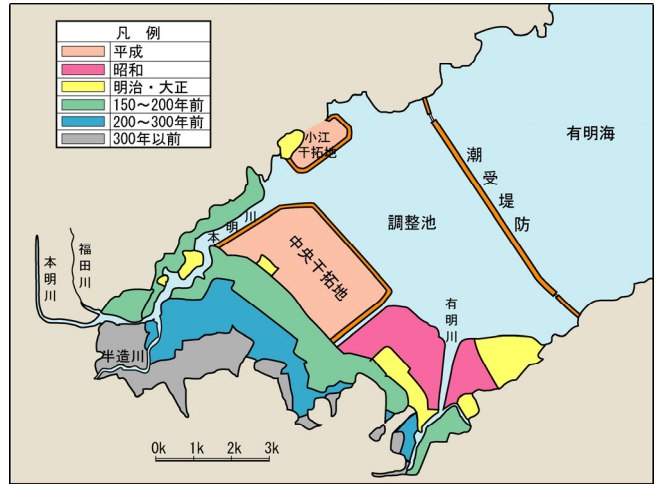 凡 例
平成
昭和
明治・大正
150～200年前
200～300年前
300年以前
小江
干拓地
有明海
潮受堤防
調整池
本明川
中央干拓地
福田川
本明川
有明川
半造川
0k 1k 2k 3k